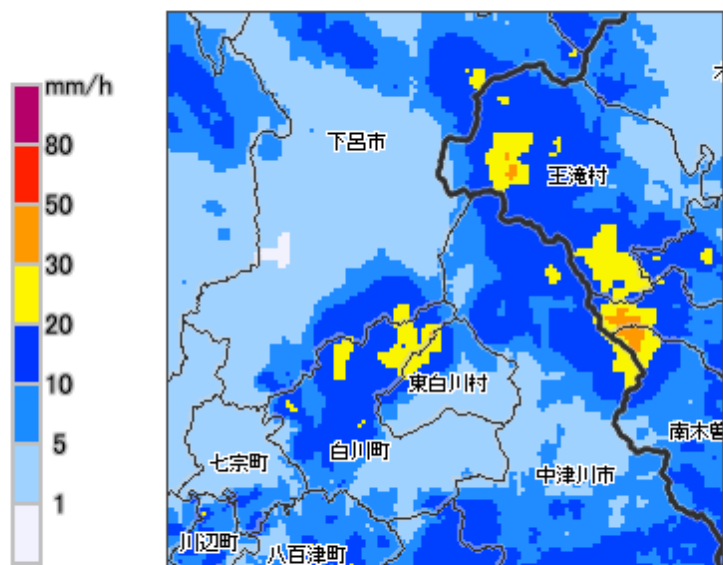 mm/h
80
50
30
20
10
5
1
下呂市
王滝村
東白川村
白川町
七宗町
中津川市
南木曽
川辺町
八百津町